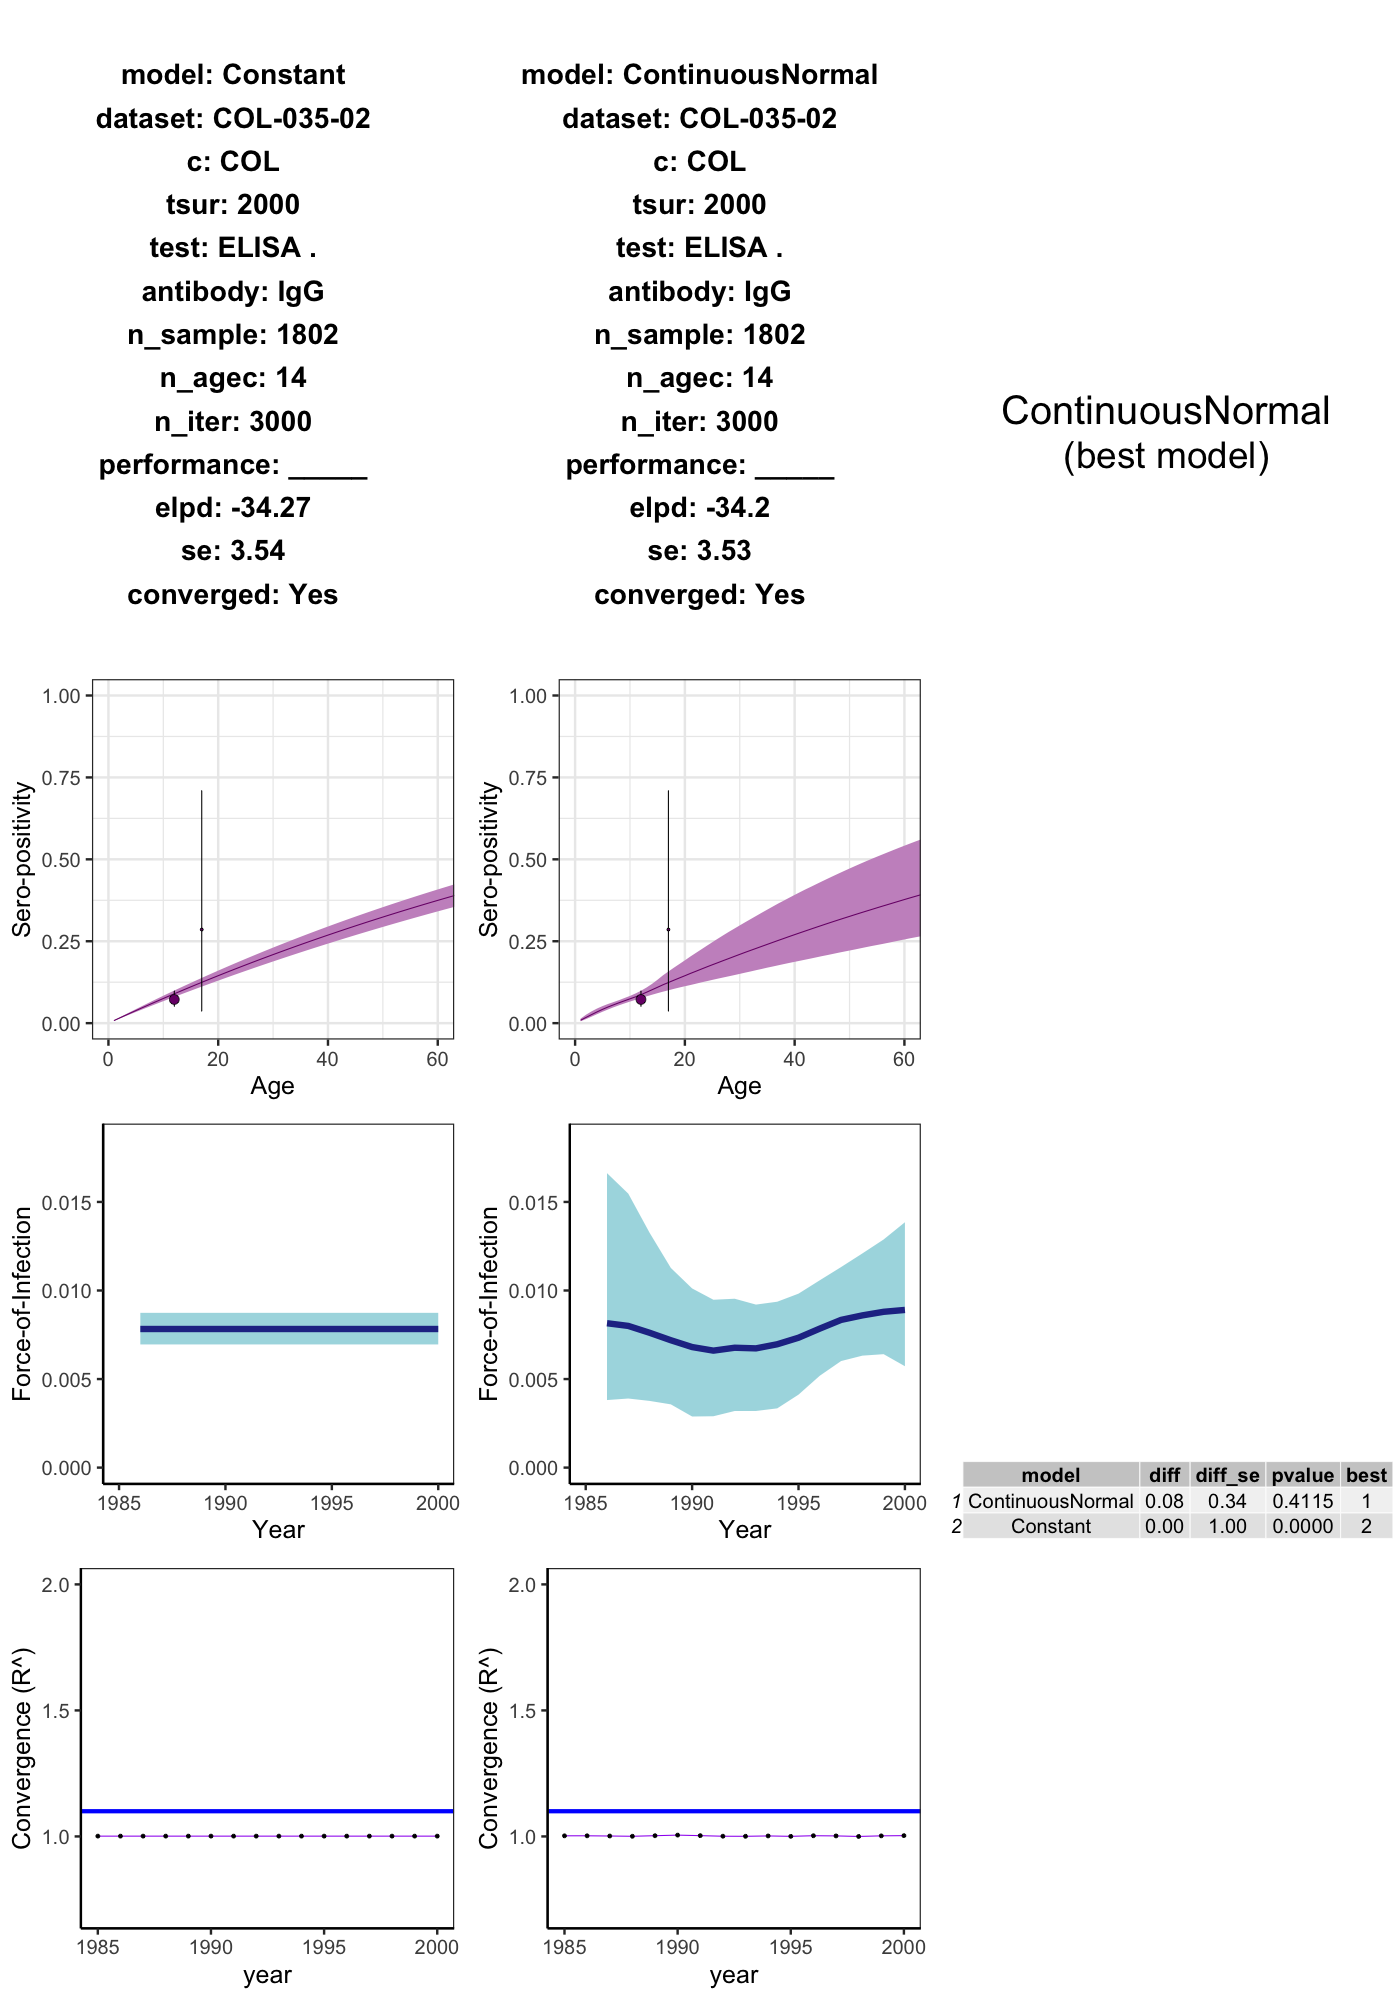 model: Constant
dataset: COL-035-02
c: COL
tsur: 2000
test: ELISA .
antibody: IgG
n_sample: 1802
n_agec: 14
n_iter: 3000
performance: _____
elpd: -34.27
se: 3.54
converged: Yes
model: ContinuousNormal
dataset: COL-035-02
c: COL
tsur: 2000
test: ELISA .
antibody: IgG
n_sample: 1802
n_agec: 14
n_iter: 3000
performance: _____
elpd: -34.2
se: 3.53
converged: Yes
ContinuousNormal
(best model)
Sero-positivity
1.00
0.75
0.50
0.25
0.00
0 20 40 60
Age
Sero-positivity
1.00
0.75
0.50
0.25
0.00
0 20 40 60
Age
Force-of-Infection
0.015
0.010
0.005
0.000
1985 1990 1995 2000
Year
Force-of-Infection
0.015
0.010
0.005
0.000
1985 1990 1995 2000
Year
model diff diff_se pvalue best
1 ContinuousNormal 0.08 0.34 0.4115 1
2 Constant 0.00 1.00 0.0000 2
Convergence (R^)
2.0
1.5
1.0
1985 1990 1995 2000
year
Convergence (R^)
2.0
1.5
1.0
1985 1990 1995 2000
year